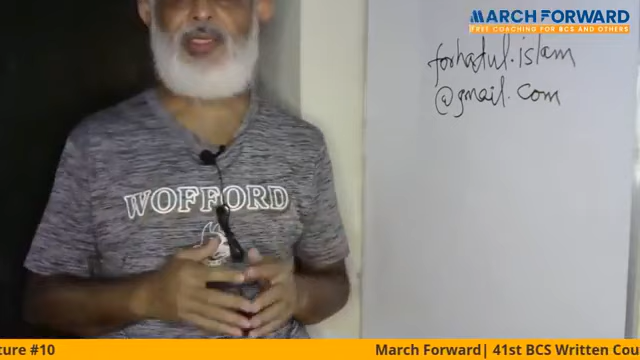 MARCH FORWARD
FREE COACHING FOR BCS AND OTHERS
forhadul.islam
@gmail.com
WOFFORD
ture #10
March Forward| 41st BCS Written Cou